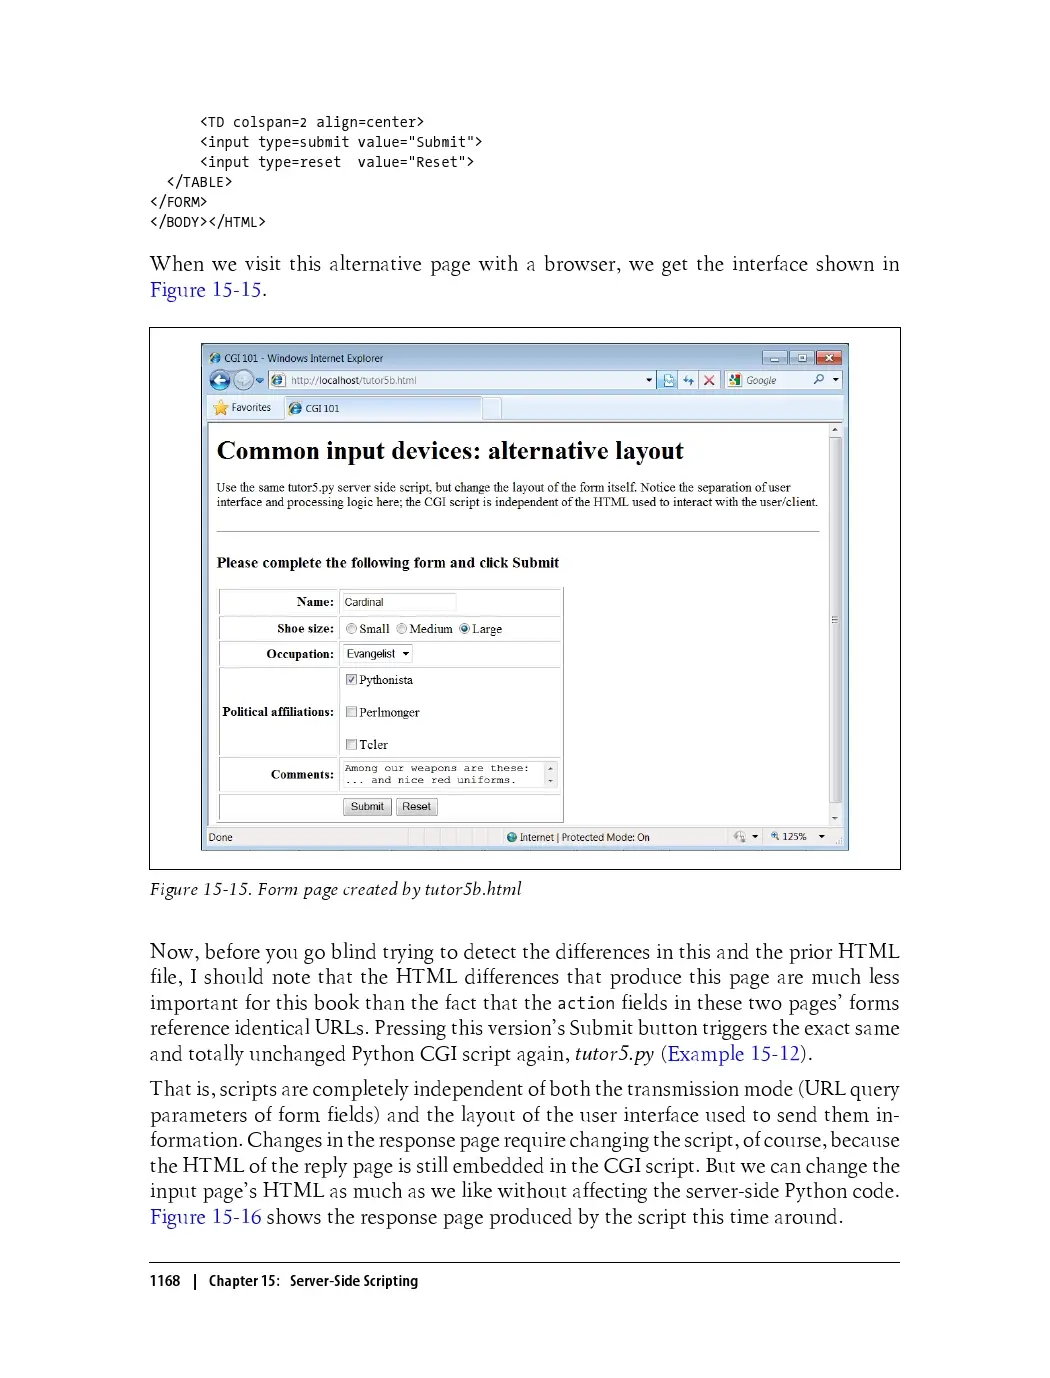 <TD colspan=2 align=center>
<input type=submit value="Submit">
<input type=reset  value="Reset">
</TABLE>
</FORM>
</BODY></HTML>
When we visit this alternative page with a browser, we get the interface shown in
Figure 15-15.
CGI 101 - Windows Internet Explorer
http://localhost/tutor5b.html
Google
Favorites
CGI 101
Common input devices: alternative layout
Use the same tutor5.py server side script, but change the layout of the form itself. Notice the separation of user
interface and processing logic here; the CGI script is independent of the HTML used to interact with the user/client.
Please complete the following form and click Submit
Name: Cardinal
Shoe size: Small Medium Large
Occupation: Evangelist
Pythonista
Political affiliations: Perlmonger
Tcler
Among our weapons are these:
Comments:
... and nice red uniforms.
Submit Reset
Done Internet | Protected Mode: On 125%
Figure 15-15. Form page created by tutor5b.html
Now, before you go blind trying to detect the differences in this and the prior HTML
file, I should note that the HTML differences that produce this page are much less
important for this book than the fact that the action fields in these two pages’ forms
reference identical URLs. Pressing this version’s Submit button triggers the exact same
and totally unchanged Python CGI script again, tutor5.py (Example 15-12).
That is, scripts are completely independent of both the transmission mode (URL query
parameters of form fields) and the layout of the user interface used to send them in-
formation. Changes in the response page require changing the script, of course, because
the HTML of the reply page is still embedded in the CGI script. But we can change the
input page’s HTML as much as we like without affecting the server-side Python code.
Figure 15-16 shows the response page produced by the script this time around.
1168 | Chapter 15: Server-Side Scripting